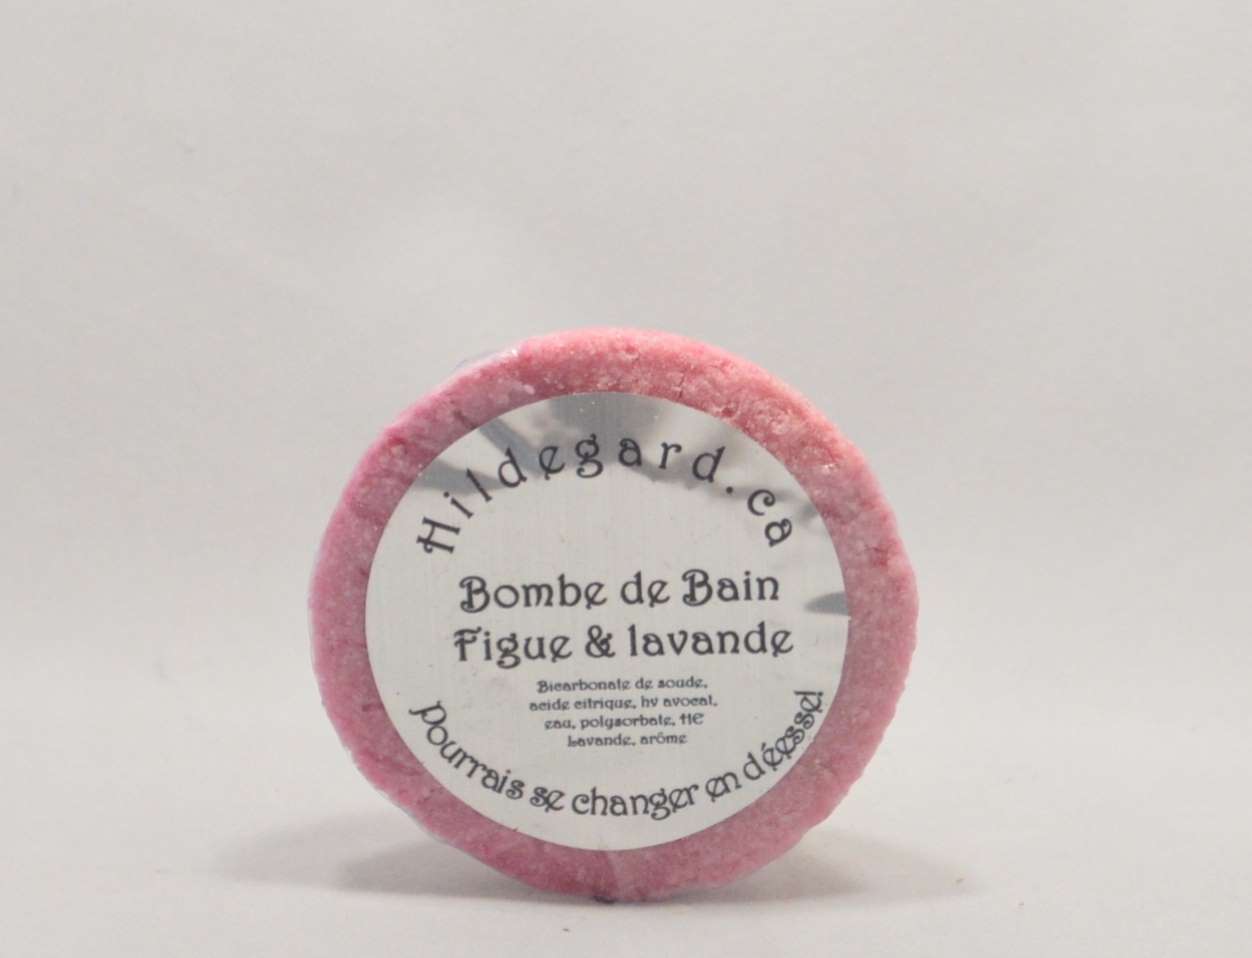 Hildegard.ca
Bombe de Bain
Figue & lavande
Bicarbonate de soude,
acide citrique, hv avocat,
eau, polysorbate, HE
Lavande, arôme
Pourrais se changer en déesse!